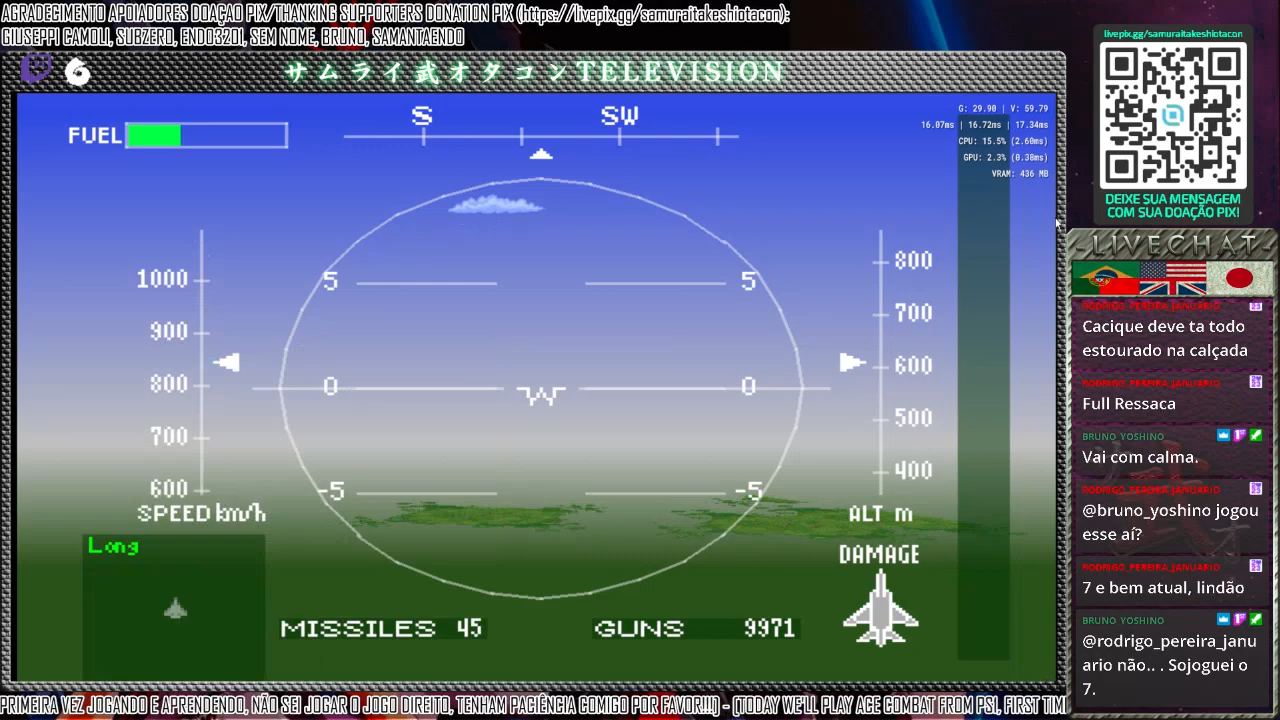 AGRADECIMENTO APOIADORES DOAÇAO PIX/THANKING SUPPORTERS DONATION PIX (https://livepix.gg/samuraitakeshiotacon):
GIUSEPPI CAMOLI, SUBZERO, ENDO3201, SEM NOME, BRUNO, SAMANTAENDO
サムライ武オタコンTELEVISION
livepix.gg/samuraitakeshiotacon
DEIXE SUA MENSAGEM
COM SUA DOAÇÃO PIX!
FUEL
S SW
G: 29.90 | V: 59.79
16.07ms | 16.72ms | 17.34ms
CPU: 15.5% (2.60ms)
GPU: 2.3% (0.38ms)
VRAM: 436 MB
1000
900
800
700
600
SPEED km/h
5 5
0 0
-5 -5
800
700
600
500
400
ALT m
DAMAGE
Long
MISSILES 45
GUNS 9971
-LIVECHAT-
RODRIGO_PEREIRA_JANUARIO
Cacique deve ta todo
estourado na calçada
RODRIGO_PEREIRA_JANUARIO
Full Ressaca
BRUNO_YOSHINO
Vai com calma.
RODRIGO_PEREIRA_JANUARIO
@bruno_yoshino jogou
esse aí?
RODRIGO_PEREIRA_JANUARIO
7 e bem atual, lindão
BRUNO_YOSHINO
@rodrigo_pereira_janu
ario não.. . Sojoguei o
7.
PRIMEIRA VEZ JOGANDO E APRENDENDO, NÃO SEI JOGAR O JOGO DIREITO, TENHAM PACIÊNCIA COMIGO POR FAVOR!!!!) - (TODAY WE'LL PLAY ACE COMBAT FROM PS1, FIRST TIM